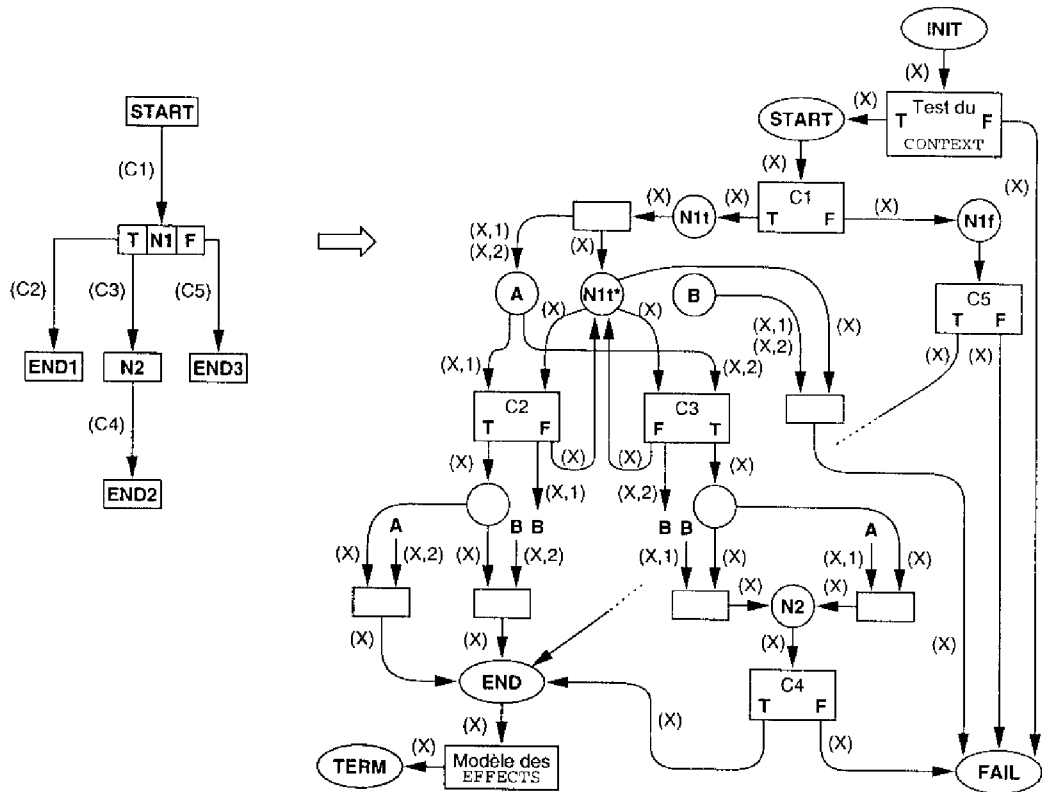 START
(C1)
T N1 F
(C2)
(C3)
(C5)
END1
N2
END3
(C4)
END2
INIT
(X)
(X)
Test du
T F
CONTEXT
START
(X)
(X)
C1
T F
(X)
N1t
(X)
(X)
N1f
(X,1)
(X,2)
(X)
A
N1t*
B
C5
T F
(X)
(X)
(X,1)
(X,2)
(X)
(X)
(X)
(X,1)
(X,2)
C2
T F
C3
F T
(X)
(X)
(X)
(X)
(X,1)
(X,2)
A
B B
B B
A
(X)
(X,2)
(X)
(X,2)
(X,1)
(X)
(X,1)
(X)
(X)
N2
(X)
(X)
(X)
(X)
(X)
END
C4
T F
(X)
(X)
(X)
TERM
(X)
Modèle des
EFFECTS
FAIL